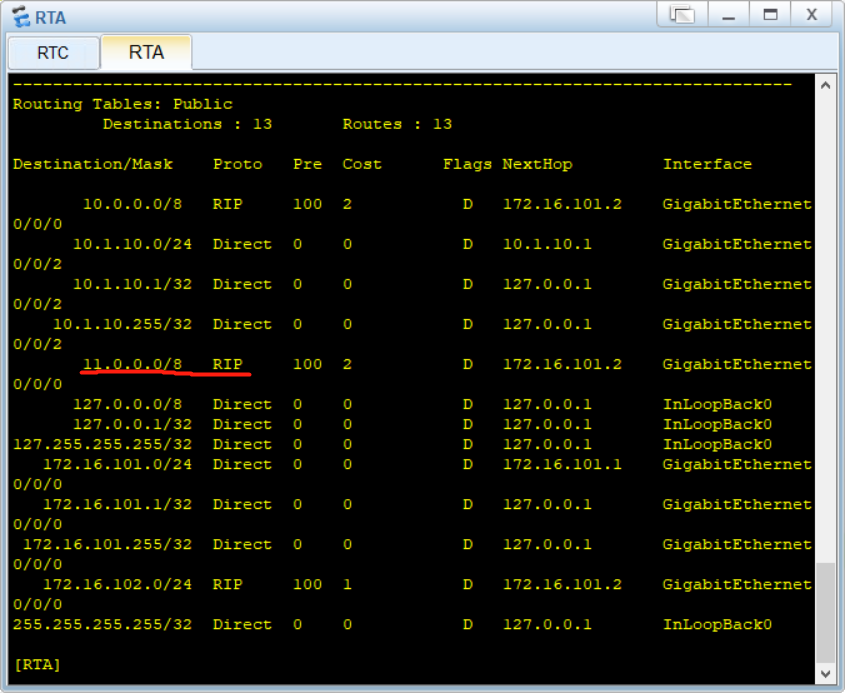 RTA
RTC RTA
------------------------------------------------------------------------------
Routing Tables: Public
Destinations : 13 Routes : 13
Destination/Mask Proto Pre Cost Flags NextHop Interface
10.0.0.0/8 RIP 100 2 D 172.16.101.2 GigabitEthernet
0/0/0
10.1.10.0/24 Direct 0 0 D 10.1.10.1 GigabitEthernet
0/0/2
10.1.10.1/32 Direct 0 0 D 127.0.0.1 GigabitEthernet
0/0/2
10.1.10.255/32 Direct 0 0 D 127.0.0.1 GigabitEthernet
0/0/2
11.0.0.0/8 RIP 100 2 D 172.16.101.2 GigabitEthernet
0/0/0
127.0.0.0/8 Direct 0 0 D 127.0.0.1 InLoopBack0
127.0.0.1/32 Direct 0 0 D 127.0.0.1 InLoopBack0
127.255.255.255/32 Direct 0 0 D 127.0.0.1 InLoopBack0
172.16.101.0/24 Direct 0 0 D 172.16.101.1 GigabitEthernet
0/0/0
172.16.101.1/32 Direct 0 0 D 127.0.0.1 GigabitEthernet
0/0/0
172.16.101.255/32 Direct 0 0 D 127.0.0.1 GigabitEthernet
0/0/0
172.16.102.0/24 RIP 100 1 D 172.16.101.2 GigabitEthernet
0/0/0
255.255.255.255/32 Direct 0 0 D 127.0.0.1 InLoopBack0
[RTA]